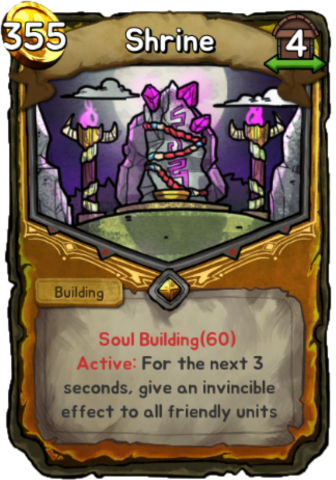 355
Shrine
4
Building
Soul Building(60)
Active: For the next 3
seconds, give an invincible
effect to all friendly units